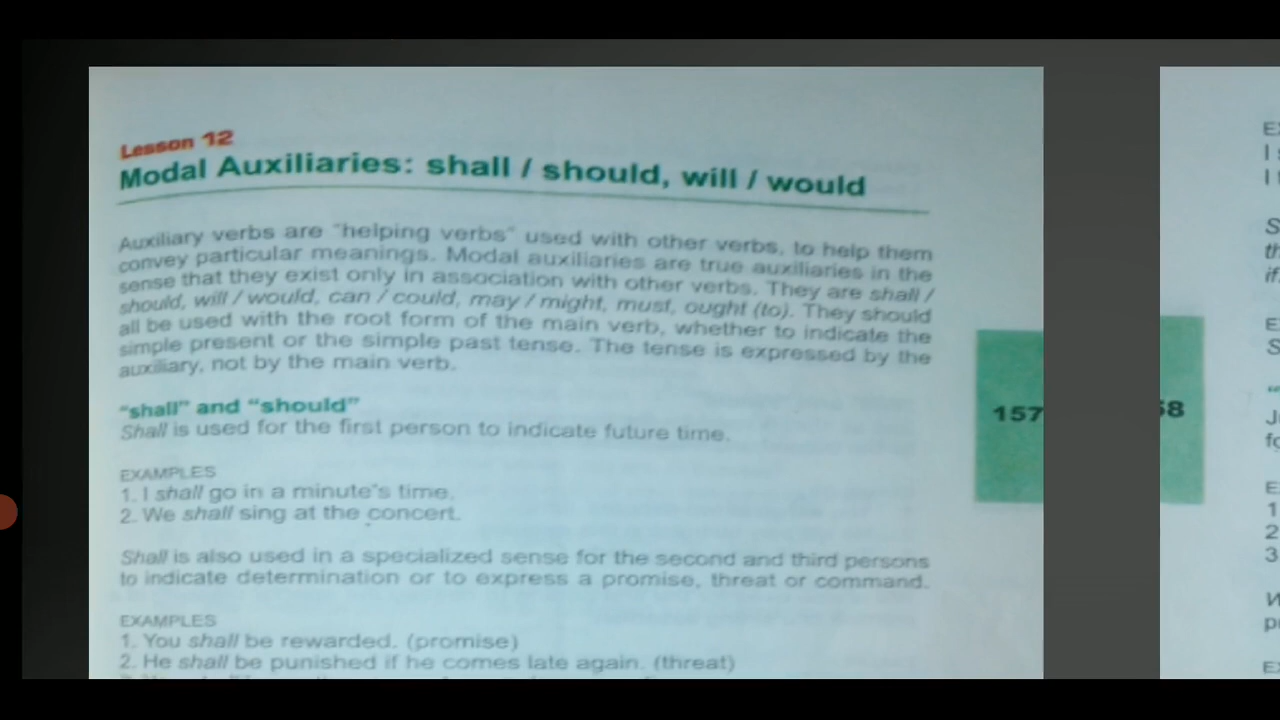 Lesson 12
Modal Auxiliaries: shall / should, will / would
Auxiliary verbs are "helping verbs" used with other verbs, to help them
convey particular meanings. Modal auxiliaries are true auxiliaries in the
sense that they exist only in association with other verbs. They are shall /
should, will / would, can / could, may / might, must, ought (to). They should
all be used with the root form of the main verb, whether to indicate the
simple present or the simple past tense. The tense is expressed by the
auxiliary, not by the main verb.
"shall" and "should"
Shall is used for the first person to indicate future time.
EXAMPLES
1. I shall go in a minute's time.
2. We shall sing at the concert.
Shall is also used in a specialized sense for the second and third persons
to indicate determination or to express a promise, threat or command.
EXAMPLES
1. You shall be rewarded. (promise)
2. He shall be punished if he comes late again. (threat)
157
58
1
2
3